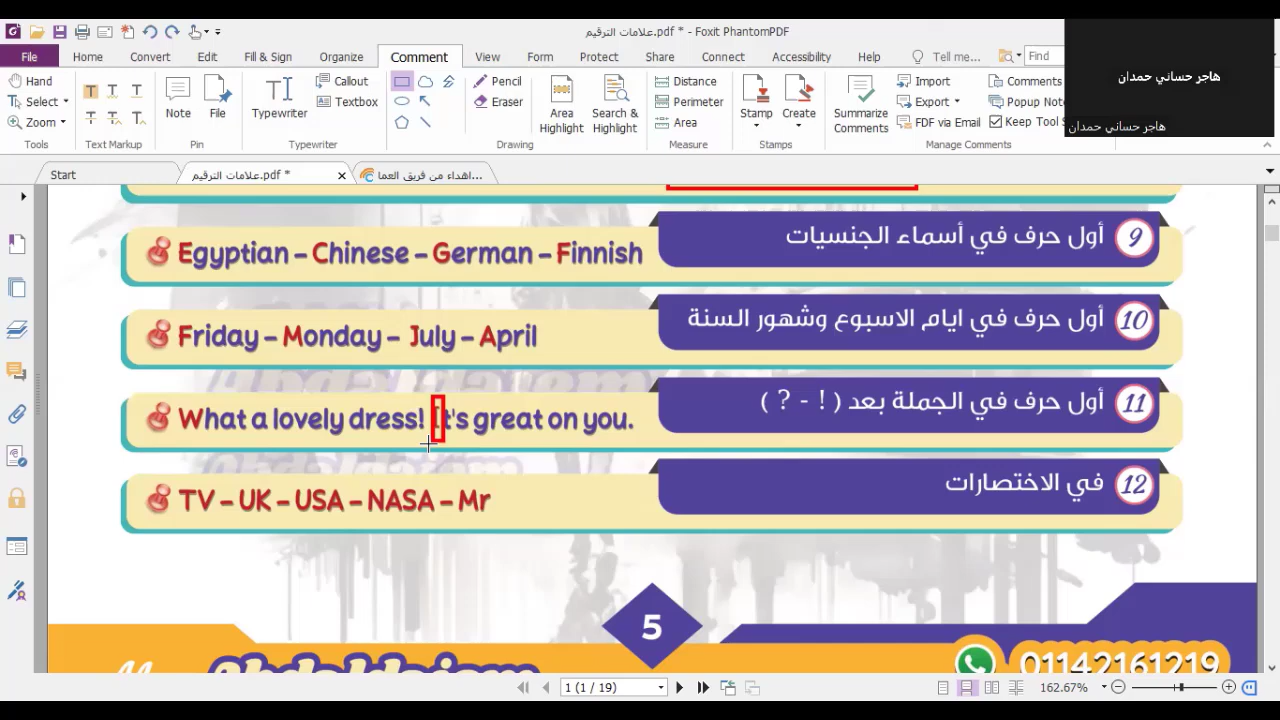 علامات الترقيم.pdf * - Foxit PhantomPDF
File Home Convert Edit Fill & Sign Organize Comment View Form Protect Share Connect Accessibility Help Tell me... Find
Hand
Select
Zoom
Tools
Text Markup
Note
File
Pin
Typewriter
Callout
Textbox
Typewriter
Pencil
Eraser
Area Highlight
Search & Highlight
Drawing
Distance
Perimeter
Area
Measure
Stamp
Create
Stamps
Summarize Comments
Import
Export
FDF via Email
Comments
Popup Note
Keep Tool S
Manage Comments
هاجر حساني حمدان
هاجر حساني حمدان
Start
علامات الترقيم.pdf *
اهداء من فريق العما...
9 أول حرف في أسماء الجنسيات
Egyptian – Chinese – German – Finnish
10 أول حرف في ايام الاسبوع وشهور السنة
Friday – Monday – July – April
11 أول حرف في الجملة بعد ( ! - ? )
What a lovely dress! It's great on you.
12 في الاختصارات
TV – UK – USA – NASA – Mr
5
01142161219
1 (1 / 19)
162.67%